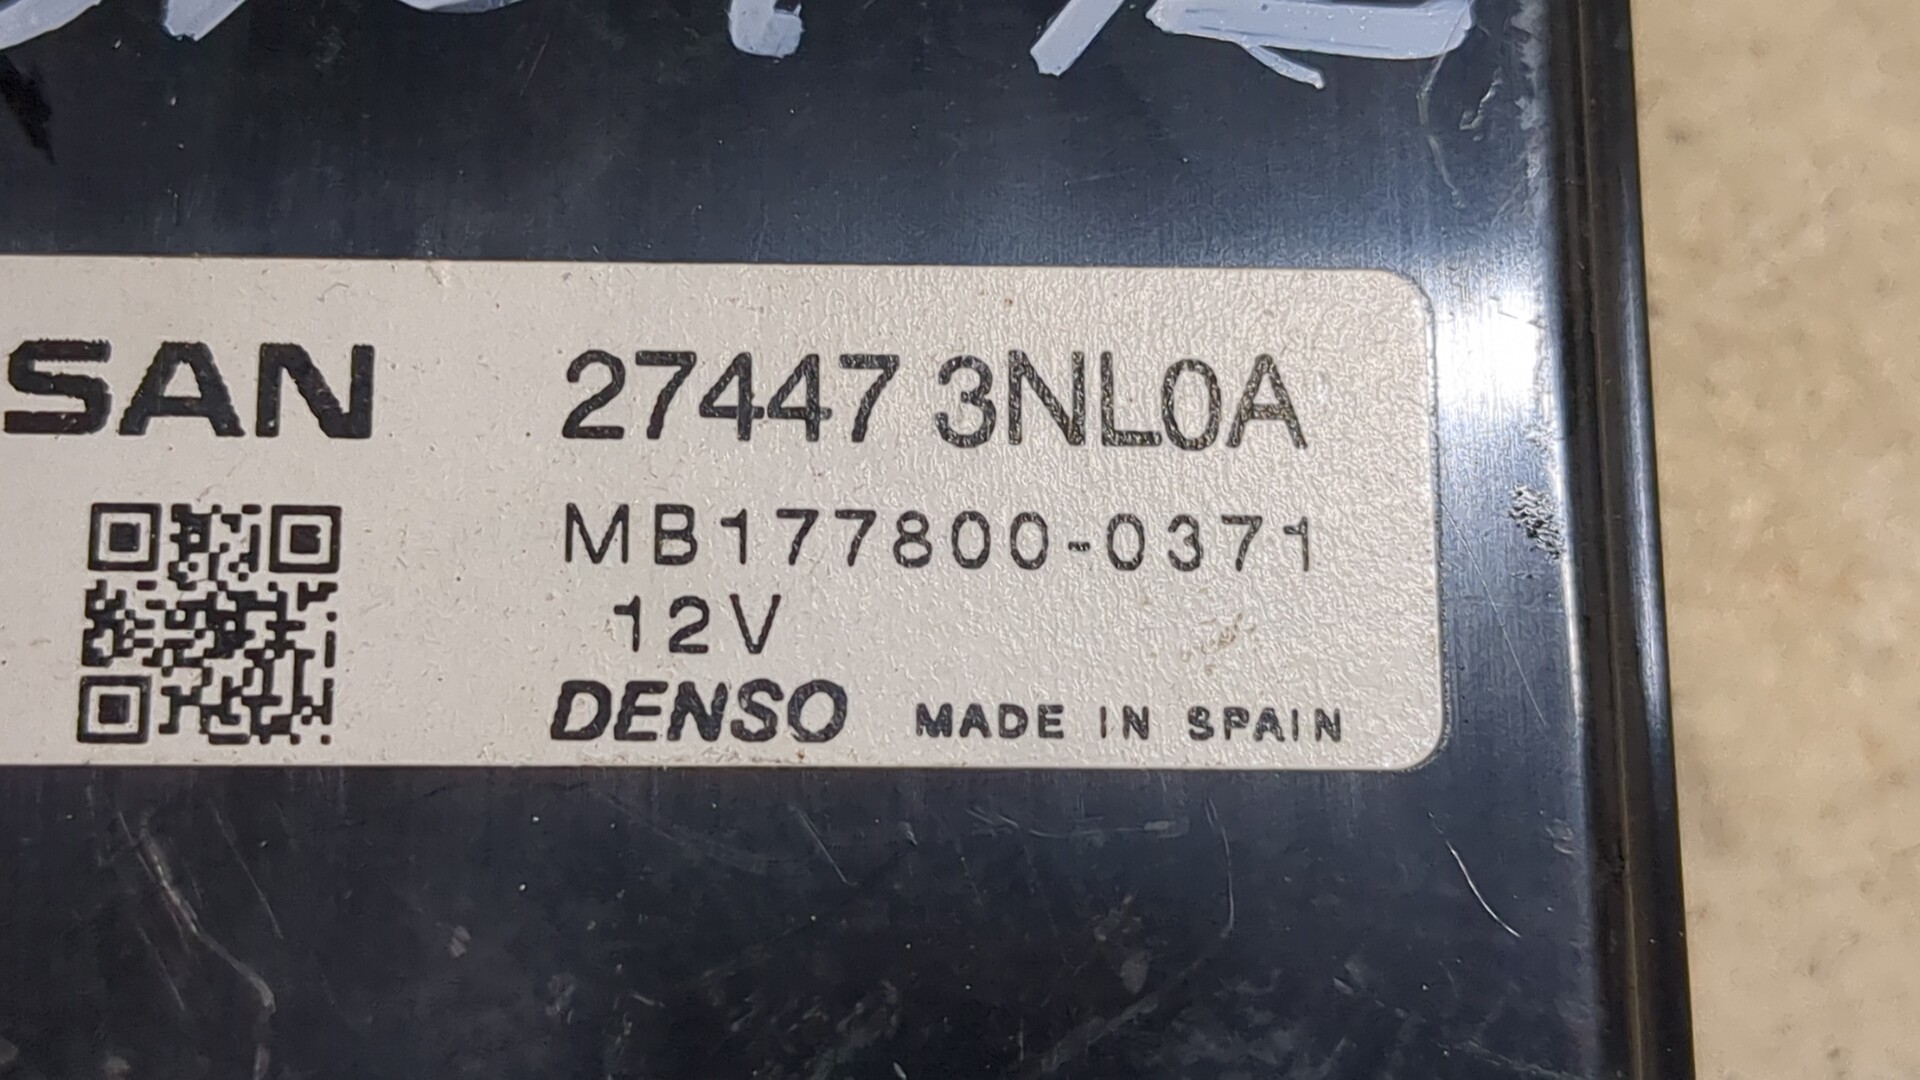 SAN 27447 3NL0A
MB177800-0371
12V
DENSO MADE IN SPAIN